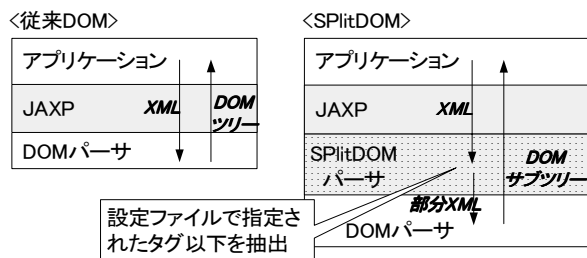 <従来DOM>
アプリケーション
JAXP
XML
DOM
ツリー
DOMパーサ
<SPlitDOM>
アプリケーション
JAXP
XML
SPlitDOM
パーサ
DOM
サブツリー
部分XML
DOMパーサ
設定ファイルで指定さ
れたタグ以下を抽出